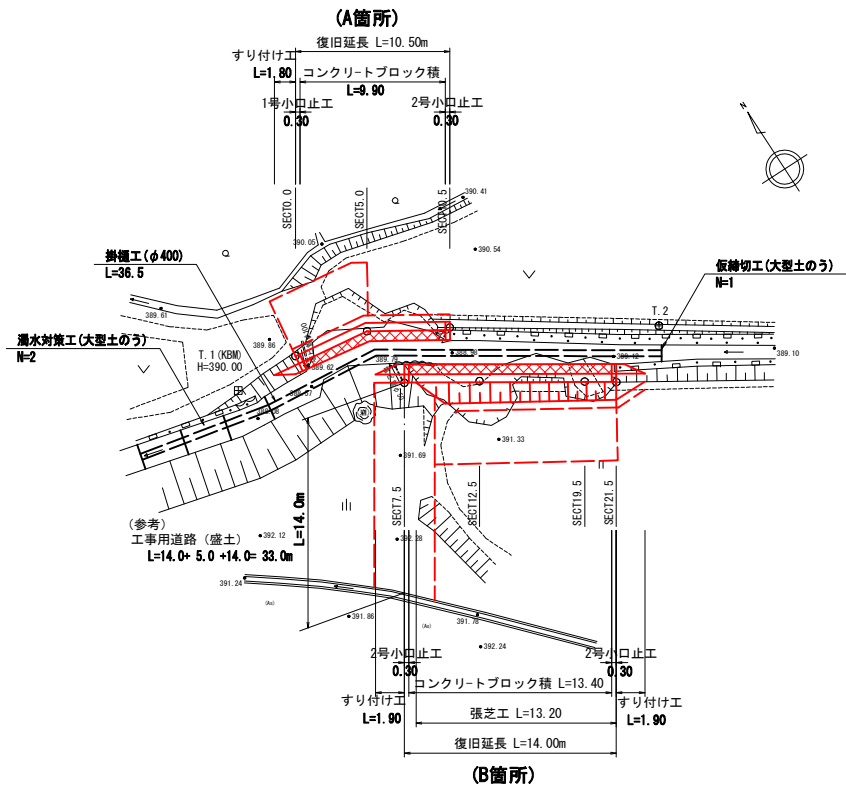 (A箇所)
復旧延長 L=10.50m
すり付け工
L=1.80
コンクリートブロック積
L=9.90
1号小口止工
0.30
2号小口止工
0.30
N
SECT0.0
SECT5.0
SECT10.5
390.41
390.05
390.54
掛樋工(φ400)
L=36.5
仮締切工(大型土のう)
N=1
389.61
T.2
濁水対策工(大型土のう)
N=2
389.86
T.1(KBM)
H=390.00
389.62
389.79
388.98
389.12
389.10
391.33
391.69
SECT7.5
SECT12.5
SECT19.5
SECT21.5
L=14.0m
(参考)
工事用道路(盛土)
L=14.0+ 5.0 +14.0= 33.0m
392.12
392.28
391.24
(As)
391.86
(As)
391.78
392.24
2号小口止工
0.30
2号小口止工
0.30
コンクリートブロック積 L=13.40
すり付け工
L=1.90
すり付け工
L=1.90
張芝工 L=13.20
復旧延長 L=14.00m
(B箇所)